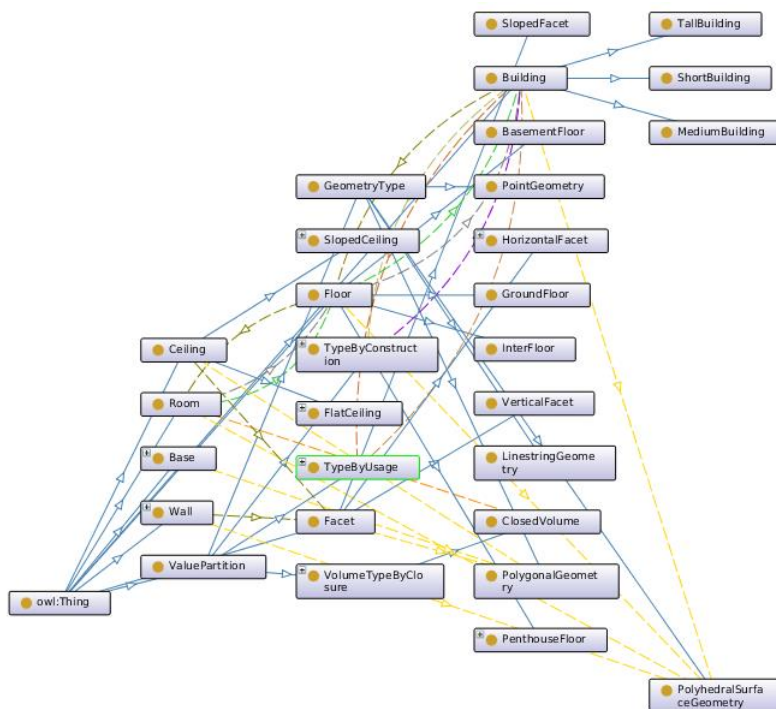 SlopedFacet
TallBuilding
Building
ShortBuilding
BasementFloor
MediumBuilding
GeometryType
PointGeometry
SlopedCeiling
HorizontalFacet
Floor
GroundFloor
Ceiling
TypeByConstruct
ion
InterFloor
Room
FlatCeiling
VerticalFacet
Base
TypeByUsage
LinestringGeome
try
Wall
Facet
ClosedVolume
ValuePartition
VolumeTypeByClo
sure
PolygonalGeomet
ry
owl:Thing
PenthouseFloor
PolyhedralSurfa
ceGeometry